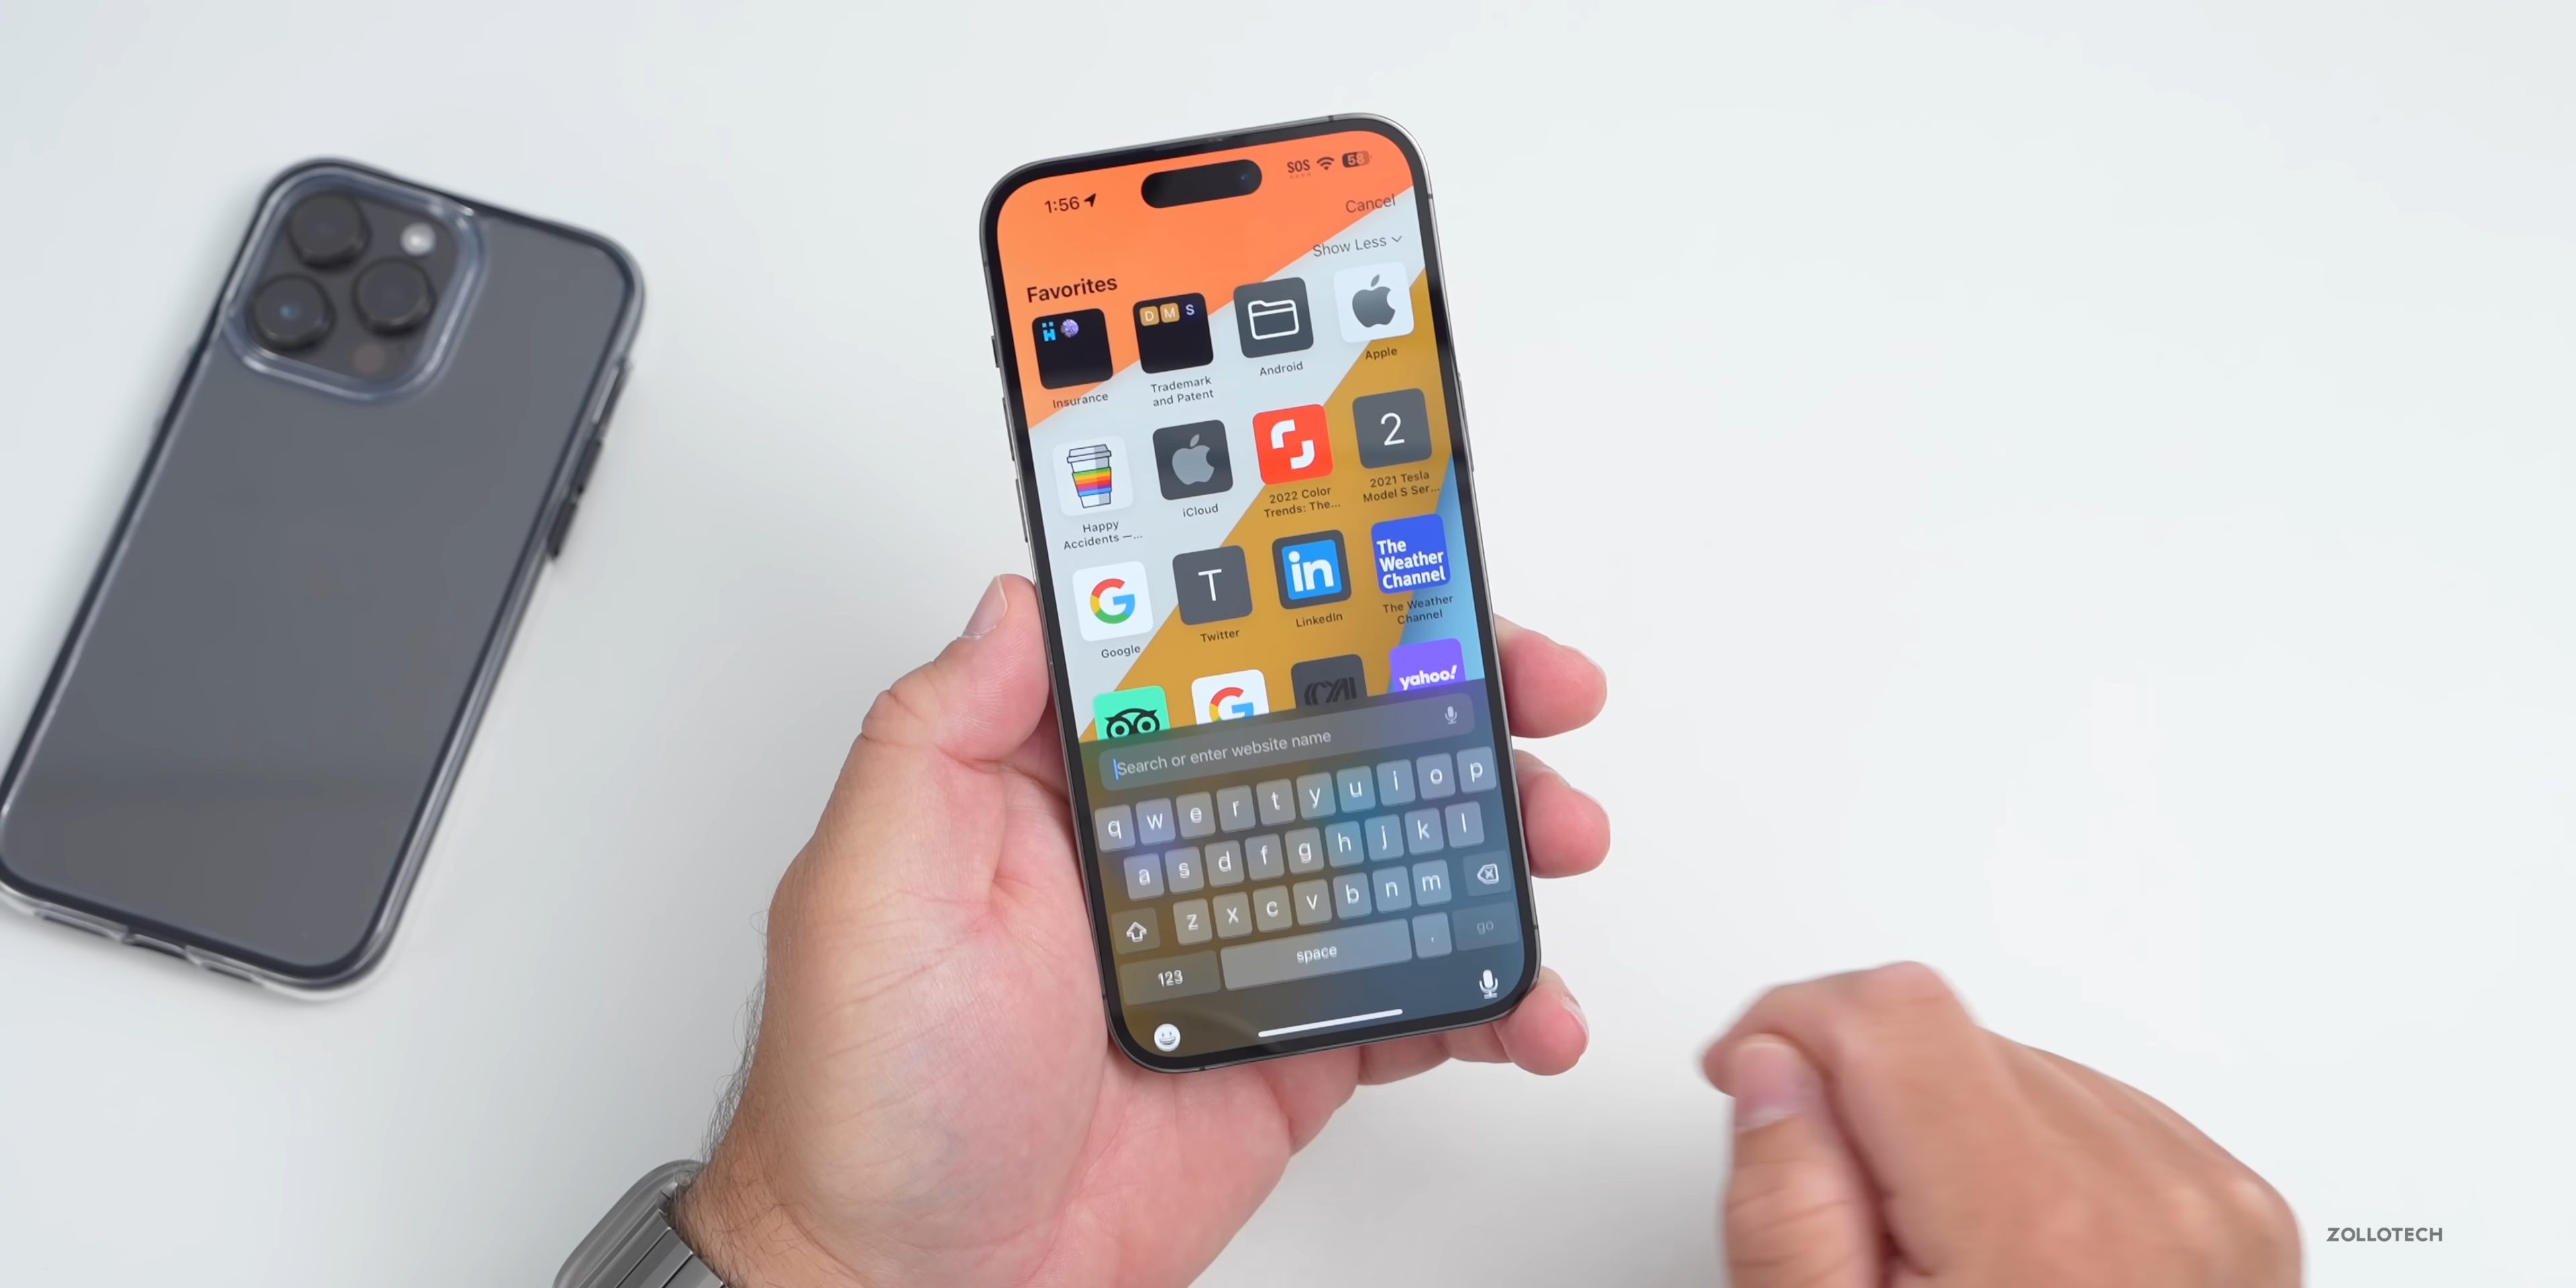 1:56
SOS
58
Cancel
Show Less
Favorites
D M S
Insurance
Trademark
and Patent
Android
Apple
2
Happy
Accidents —...
iCloud
2022 Color
Trends: The...
2021 Tesla
Model S Ser...
G
T
in
The
Weather
Channel
Google
Twitter
LinkedIn
The Weather
Channel
G
yahoo!
Search or enter website name
q w e r t y u i o p
a s d f g h j k l
z x c v b n m
123
space
.
go
ZOLLOTECH